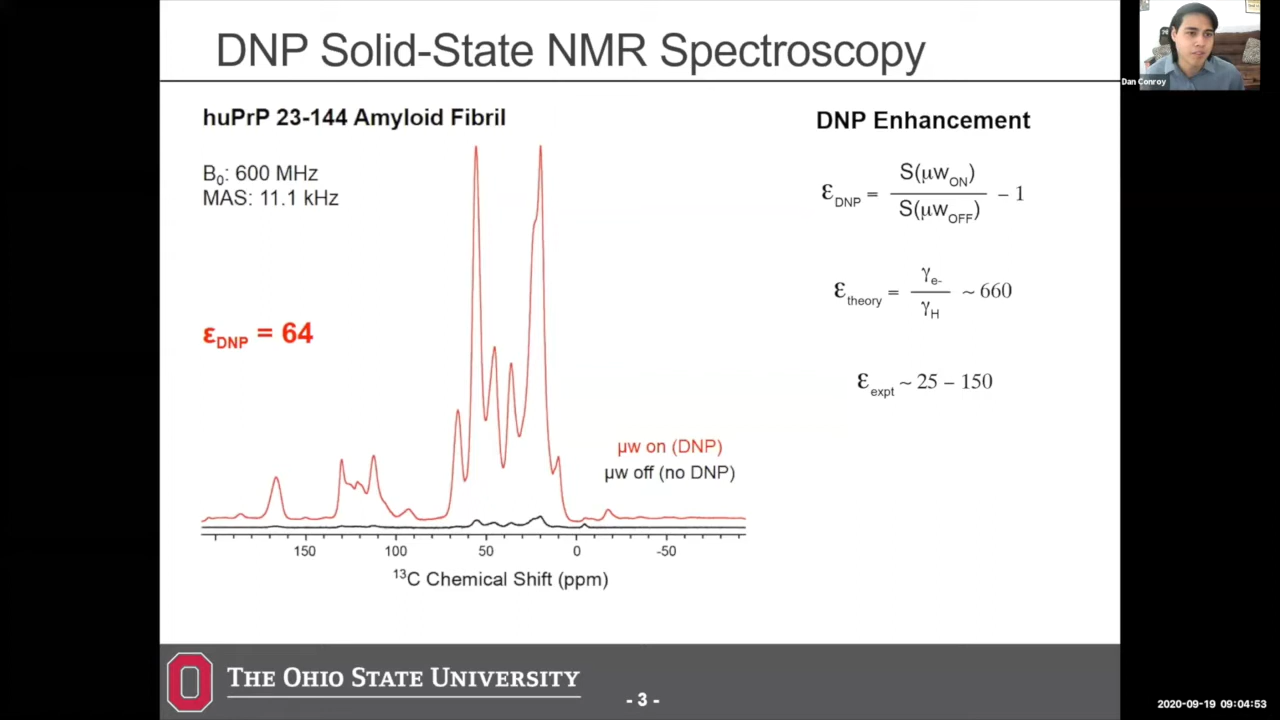 DNP Solid-State NMR Spectroscopy
Dan Conroy
huPrP 23-144 Amyloid Fibril
B₀: 600 MHz
MAS: 11.1 kHz
εDNP = 64
µw on (DNP)
µw off (no DNP)
150 100 50 0 -50
¹³C Chemical Shift (ppm)
DNP Enhancement
εDNP = S(µwON) / S(µwOFF) – 1
εtheory = γe- / γH ~ 660
εexpt ~ 25 – 150
THE OHIO STATE UNIVERSITY
- 3 -
2020-09-19 09:04:53